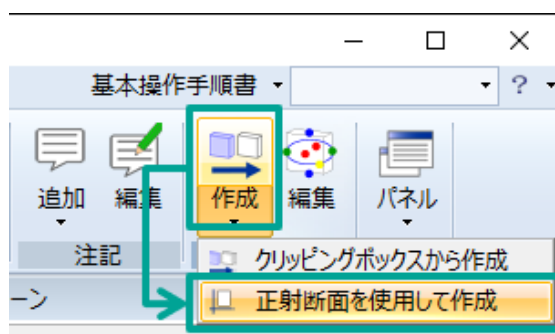 基本操作手順書 ?
追加 編集 作成 編集 パネル
注記
クリッピングボックスから作成
ーン
正射断面を使用して作成